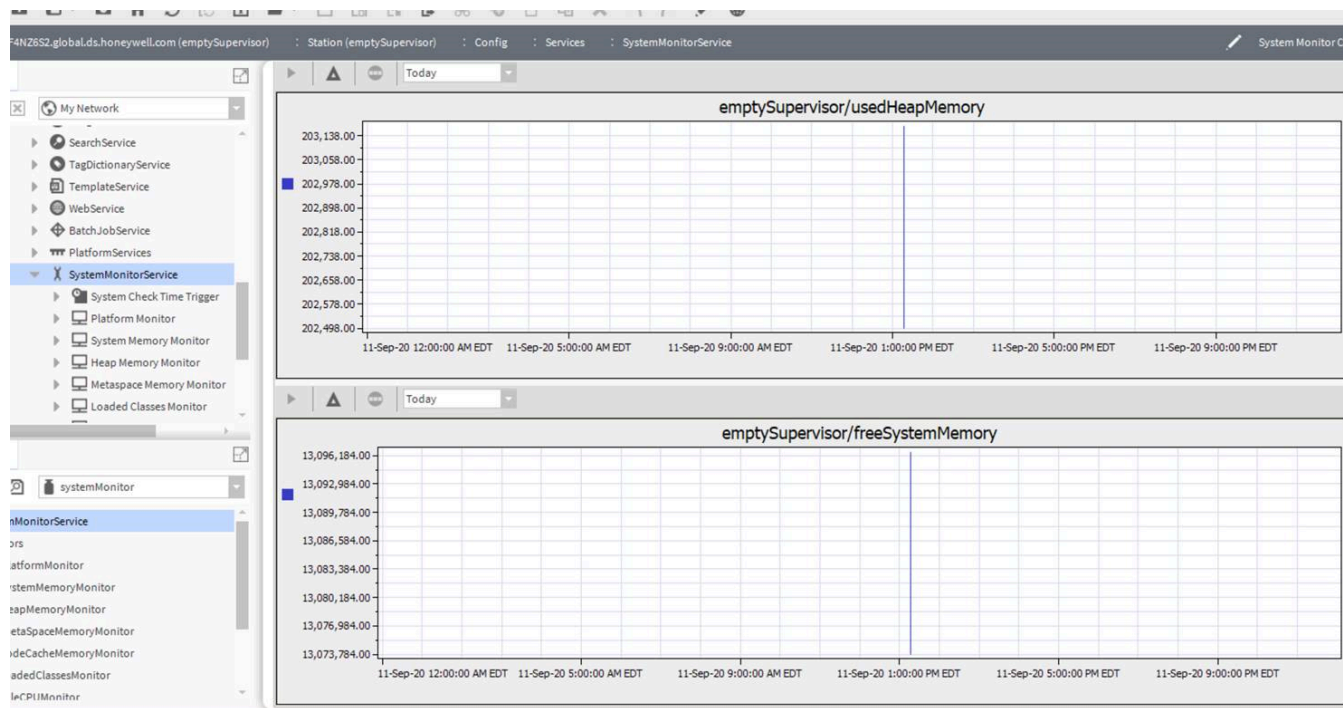 F4NZ6S2.global.ds.honeywell.com (emptySupervisor) : Station (emptySupervisor) : Config : Services : SystemMonitorService System Monitor C
My Network
SearchService
TagDictionaryService
TemplateService
WebService
BatchJobService
PlatformServices
SystemMonitorService
System Check Time Trigger
Platform Monitor
System Memory Monitor
Heap Memory Monitor
Metaspace Memory Monitor
Loaded Classes Monitor
systemMonitor
nMonitorService
ors
atformMonitor
stemMemoryMonitor
eapMemoryMonitor
etaSpaceMemoryMonitor
odeCacheMemoryMonitor
adedClassesMonitor
leCPUMonitor
Today
emptySupervisor/usedHeapMemory
203,138.00
203,058.00
202,978.00
202,898.00
202,818.00
202,738.00
202,658.00
202,578.00
202,498.00
11-Sep-20 12:00:00 AM EDT 11-Sep-20 5:00:00 AM EDT 11-Sep-20 9:00:00 AM EDT 11-Sep-20 1:00:00 PM EDT 11-Sep-20 5:00:00 PM EDT 11-Sep-20 9:00:00 PM EDT
Today
emptySupervisor/freeSystemMemory
13,096,184.00
13,092,984.00
13,089,784.00
13,086,584.00
13,083,384.00
13,080,184.00
13,076,984.00
13,073,784.00
11-Sep-20 12:00:00 AM EDT 11-Sep-20 5:00:00 AM EDT 11-Sep-20 9:00:00 AM EDT 11-Sep-20 1:00:00 PM EDT 11-Sep-20 5:00:00 PM EDT 11-Sep-20 9:00:00 PM EDT